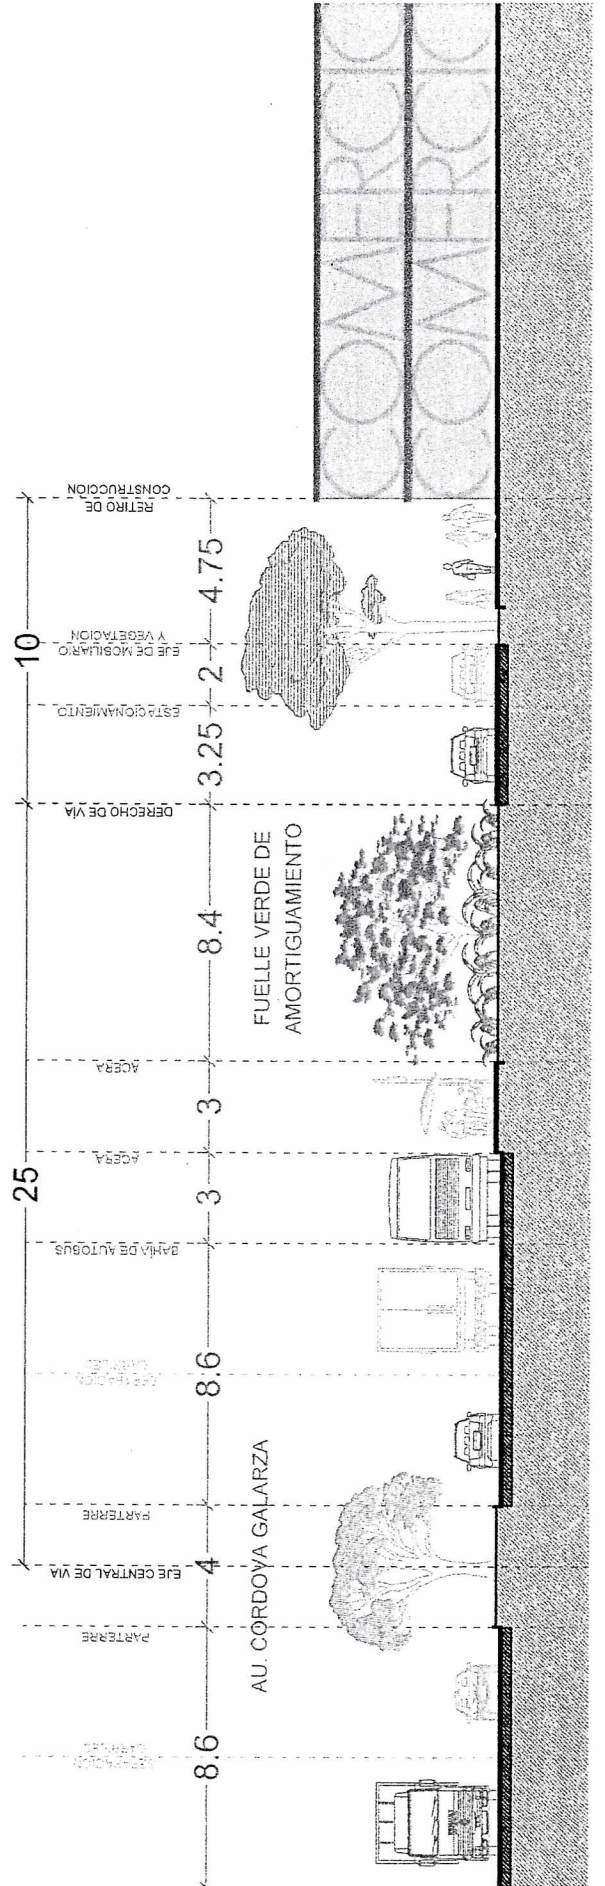 25
10
PARTERRE
EJE CENTRAL DE VIA
PARTERRE
BAHÍA DE AUTOBUS
ACERA
ACERA
DERECHO DE VÍA
ESTACIONAMIENTO
EJE DE MOBILIARIO
Y VEGETACION
RETIRO DE
CONSTRUCCION
8.6 4 8.6 3 3 8.4 3.25 2 4.75
AU. CORDOVA GALARZA
FUELLE VERDE DE
AMORTIGUAMIENTO
COMERCIO
COMERCIO